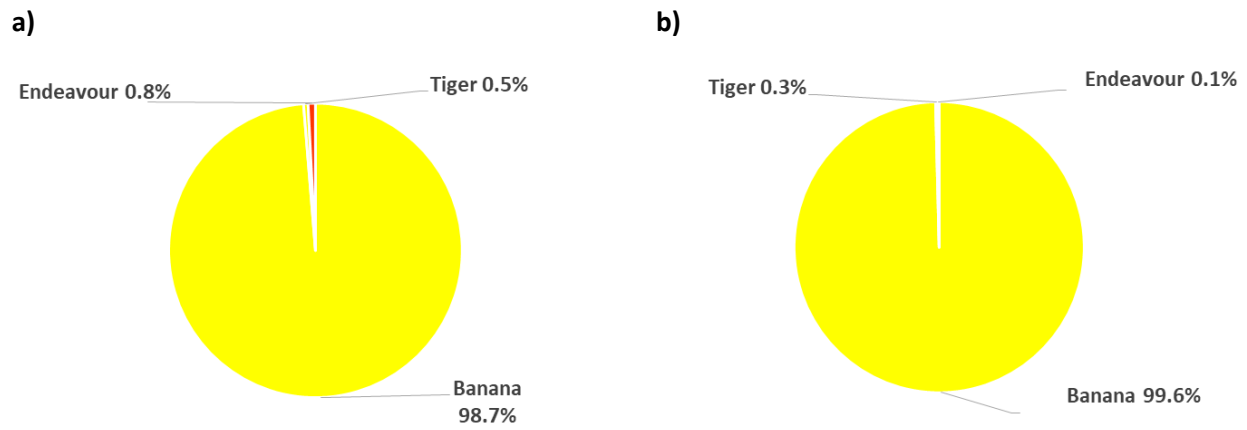 a)
Endeavour 0.8%
Tiger 0.5%
Banana
98.7%
b)
Tiger 0.3%
Endeavour 0.1%
Banana 99.6%